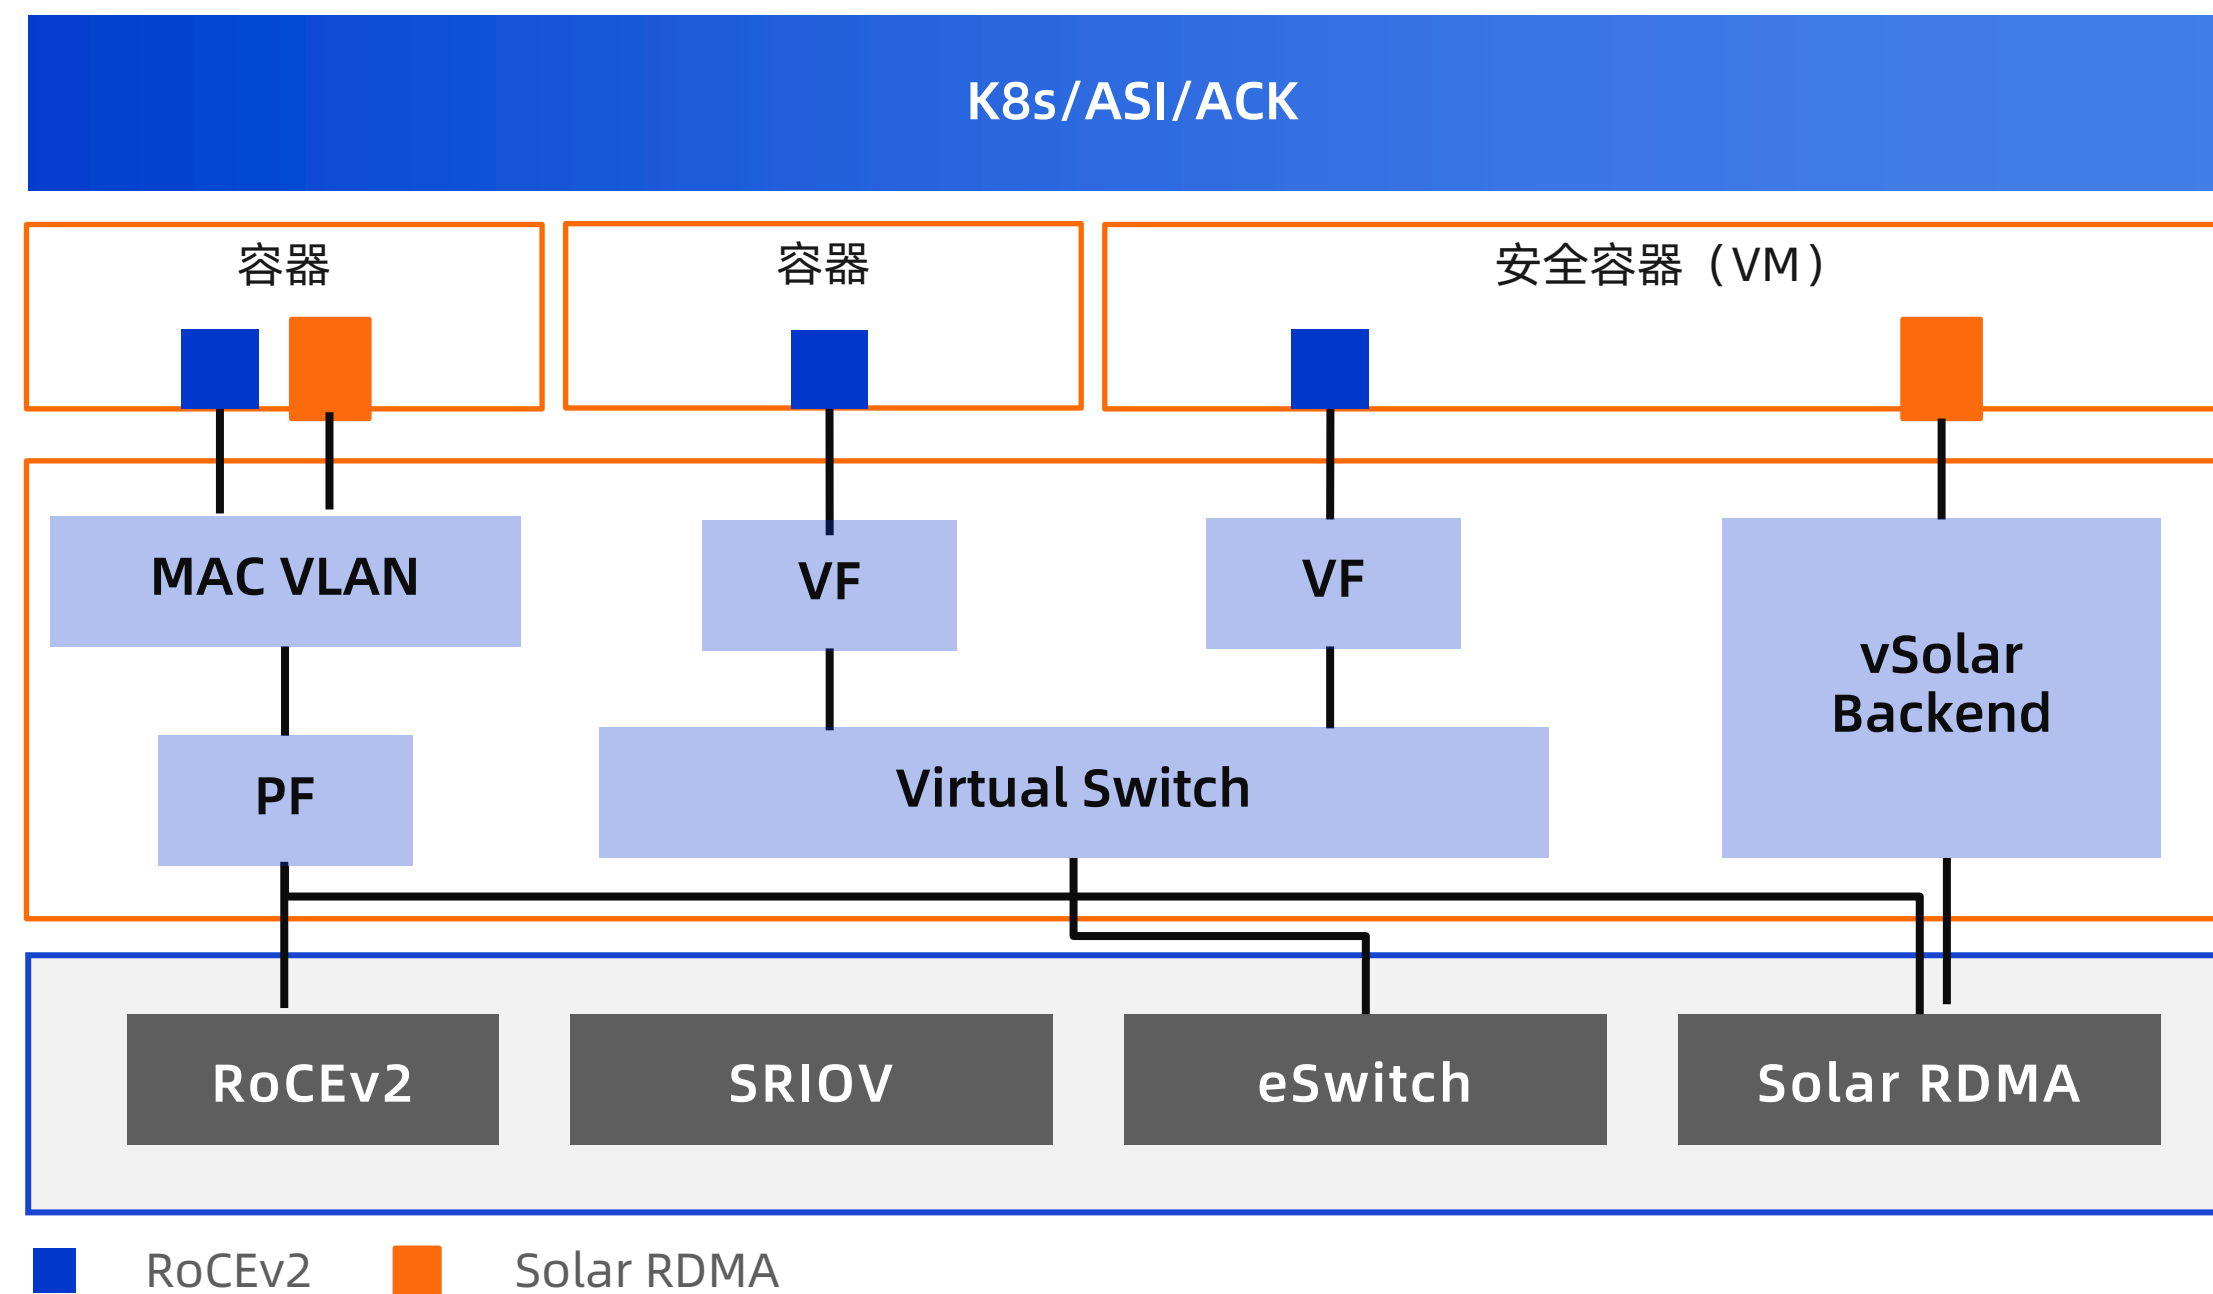 K8s/ASI/ACK
容器
容器
安全容器（VM）
MAC VLAN
VF
VF
vSolar
Backend
PF
Virtual Switch
RoCEv2
SRIOV
eSwitch
Solar RDMA
RoCEv2
Solar RDMA